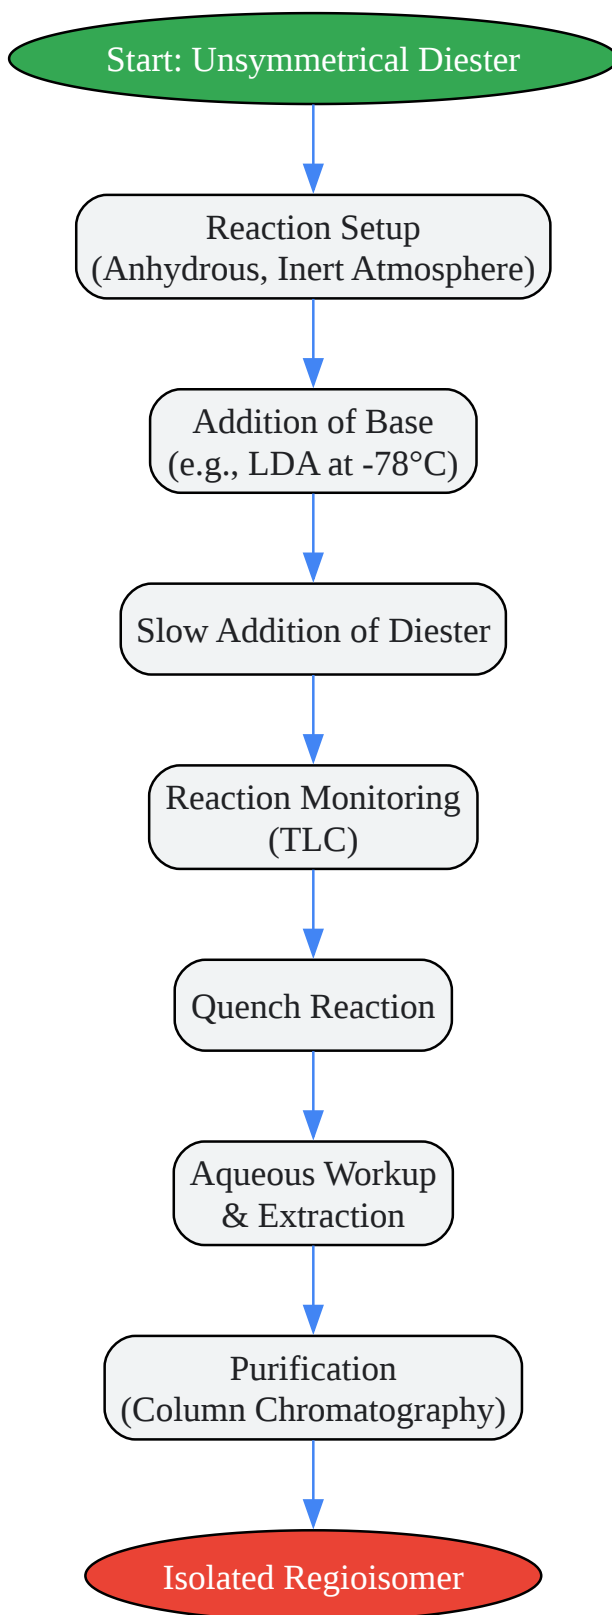 Start: Unsymmetrical Diester
Reaction Setup
(Anhydrous, Inert Atmosphere)
Addition of Base
(e.g., LDA at -78°C)
Slow Addition of Diester
Reaction Monitoring
(TLC)
Quench Reaction
Aqueous Workup
& Extraction
Purification
(Column Chromatography)
Isolated Regioisomer